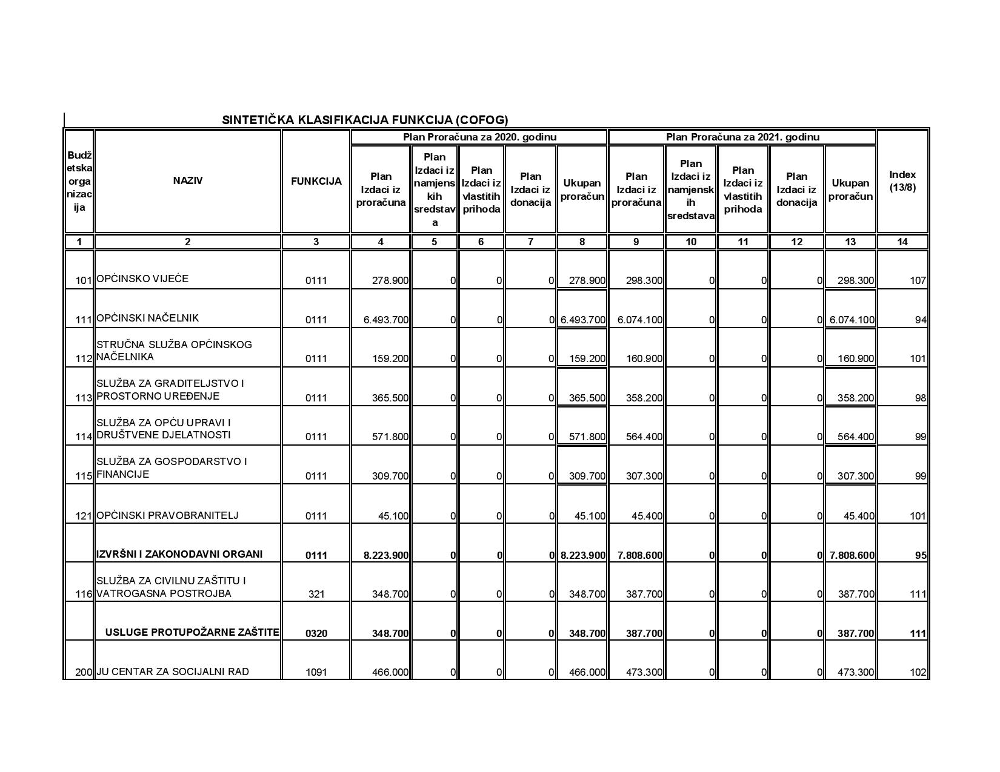 SINTETIČKA KLASIFIKACIJA FUNKCIJA (COFOG)
Budž
etska
orga
nizac
ija
NAZIV
FUNKCIJA
Plan Proračuna za 2020. godinu
Plan
Izdaci iz
proračuna
Plan
Izdaci iz
namjens
kih
sredstav
a
Plan
Izdaci iz
vlastitih
prihoda
Plan
Izdaci iz
donacija
Ukupan
proračun
Plan Proračuna za 2021. godinu
Plan
Izdaci iz
proračuna
Plan
Izdaci iz
namjensk
ih
sredstava
Plan
Izdaci iz
vlastitih
prihoda
Plan
Izdaci iz
donacija
Ukupan
proračun
Index
(13/8)
1 2 3 4 5 6 7 8 9 10 11 12 13 14
101 OPĆINSKO VIJEĆE 0111 278.900 0 0 0 278.900 298.300 0 0 0 298.300 107
111 OPĆINSKI NAČELNIK 0111 6.493.700 0 0 0 6.493.700 6.074.100 0 0 0 6.074.100 94
STRUČNA SLUŽBA OPĆINSKOG
112 NAČELNIKA 0111 159.200 0 0 0 159.200 160.900 0 0 0 160.900 101
SLUŽBA ZA GRADITELJSTVO I
113 PROSTORNO UREĐENJE 0111 365.500 0 0 0 365.500 358.200 0 0 0 358.200 98
SLUŽBA ZA OPĆU UPRAVI I
114 DRUŠTVENE DJELATNOSTI 0111 571.800 0 0 0 571.800 564.400 0 0 0 564.400 99
SLUŽBA ZA GOSPODARSTVO I
115 FINANCIJE 0111 309.700 0 0 0 309.700 307.300 0 0 0 307.300 99
121 OPĆINSKI PRAVOBRANITELJ 0111 45.100 0 0 0 45.100 45.400 0 0 0 45.400 101
IZVRŠNI I ZAKONODAVNI ORGANI 0111 8.223.900 0 0 0 8.223.900 7.808.600 0 0 0 7.808.600 95
SLUŽBA ZA CIVILNU ZAŠTITU I
116 VATROGASNA POSTROJBA 321 348.700 0 0 0 348.700 387.700 0 0 0 387.700 111
USLUGE PROTUPOŽARNE ZAŠTITE 0320 348.700 0 0 0 348.700 387.700 0 0 0 387.700 111
200 JU CENTAR ZA SOCIJALNI RAD 1091 466.000 0 0 0 466.000 473.300 0 0 0 473.300 102